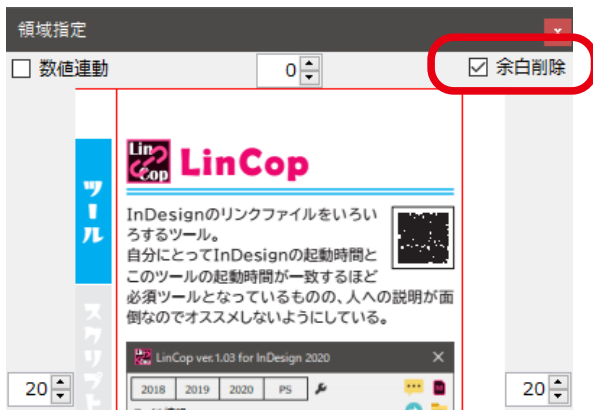 領域指定
x
数値連動
0
余白削除
ツール
Lin
Cop
LinCop
InDesignのリンクファイルをいろい
ろするツール。
自分にとってInDesignの起動時間と
このツールの起動時間が一致するほど
必須ツールとなっているものの、人への説明が面
倒なのでオススメしないようにしている。
スクリプト
LinCop ver.1.03 for InDesign 2020
2018 2019 2020 PS
20
20